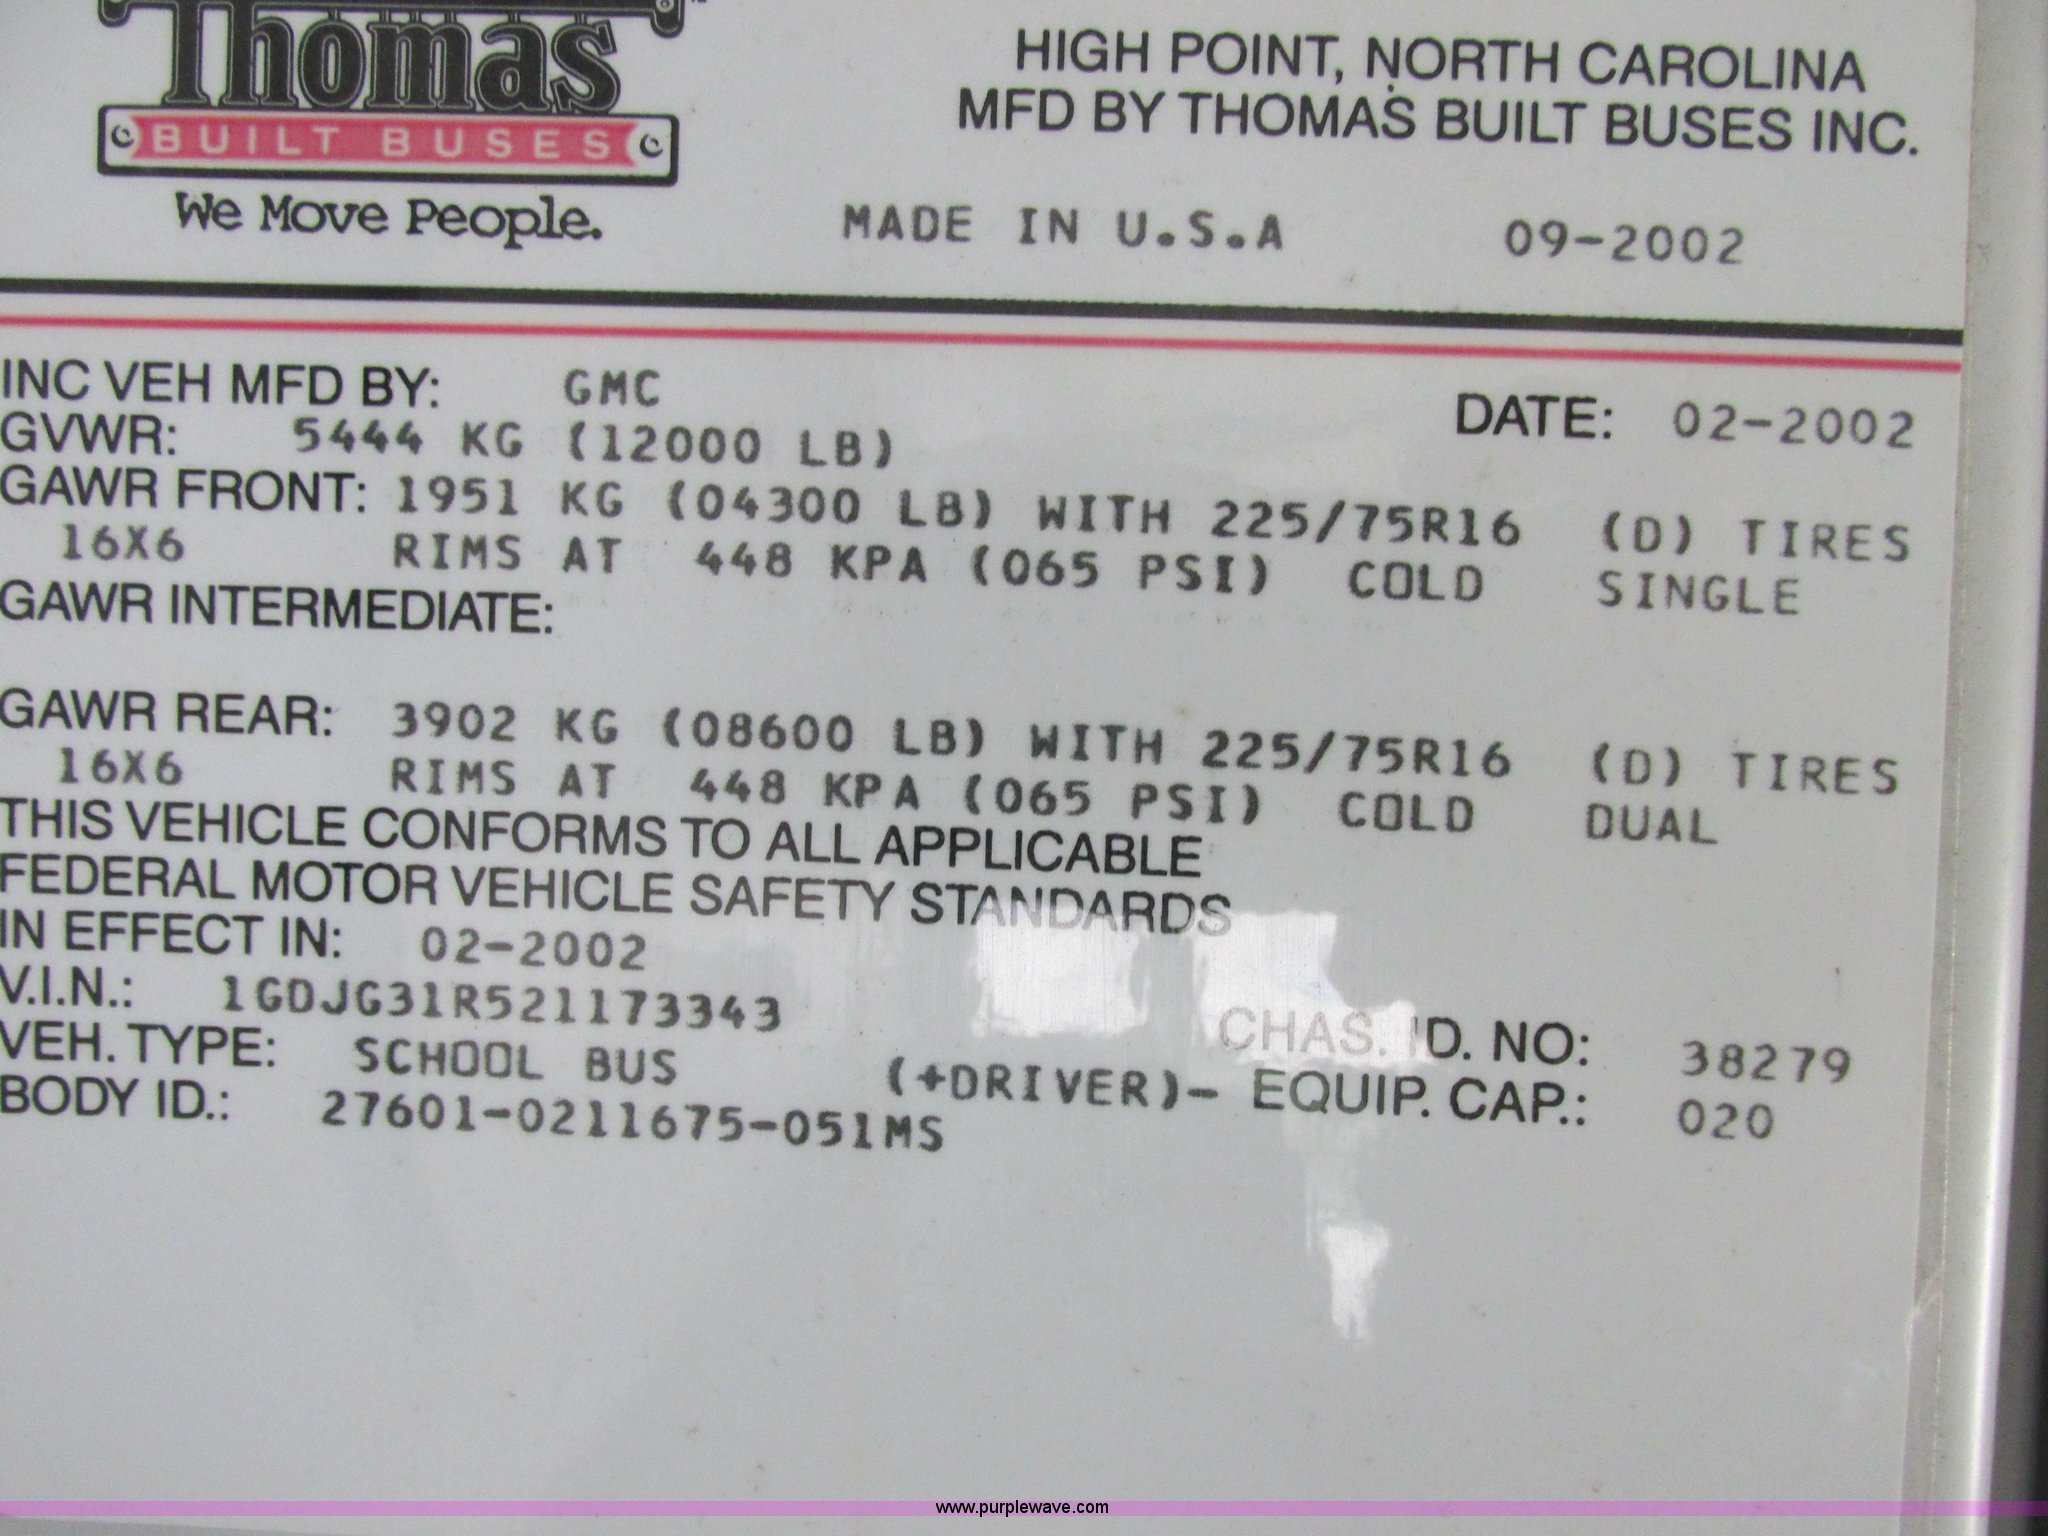 Thomas
BUILT BUSES
We Move People.
HIGH POINT, NORTH CAROLINA
MFD BY THOMAS BUILT BUSES INC.
MADE IN U.S.A 09-2002
INC VEH MFD BY: GMC DATE: 02-2002
GVWR: 5444 KG (12000 LB)
GAWR FRONT: 1951 KG (04300 LB) WITH 225/75R16 (D) TIRES
16X6 RIMS AT 448 KPA (065 PSI) COLD SINGLE
GAWR INTERMEDIATE:
GAWR REAR: 3902 KG (08600 LB) WITH 225/75R16 (D) TIRES
16X6 RIMS AT 448 KPA (065 PSI) COLD DUAL
THIS VEHICLE CONFORMS TO ALL APPLICABLE
FEDERAL MOTOR VEHICLE SAFETY STANDARDS
IN EFFECT IN: 02-2002
V.I.N.: 1GDJG31R521173343 CHAS. ID. NO: 38279
VEH. TYPE: SCHOOL BUS (+DRIVER)- EQUIP. CAP.: 020
BODY ID.: 27601-0211675-051MS
www.purplewave.com